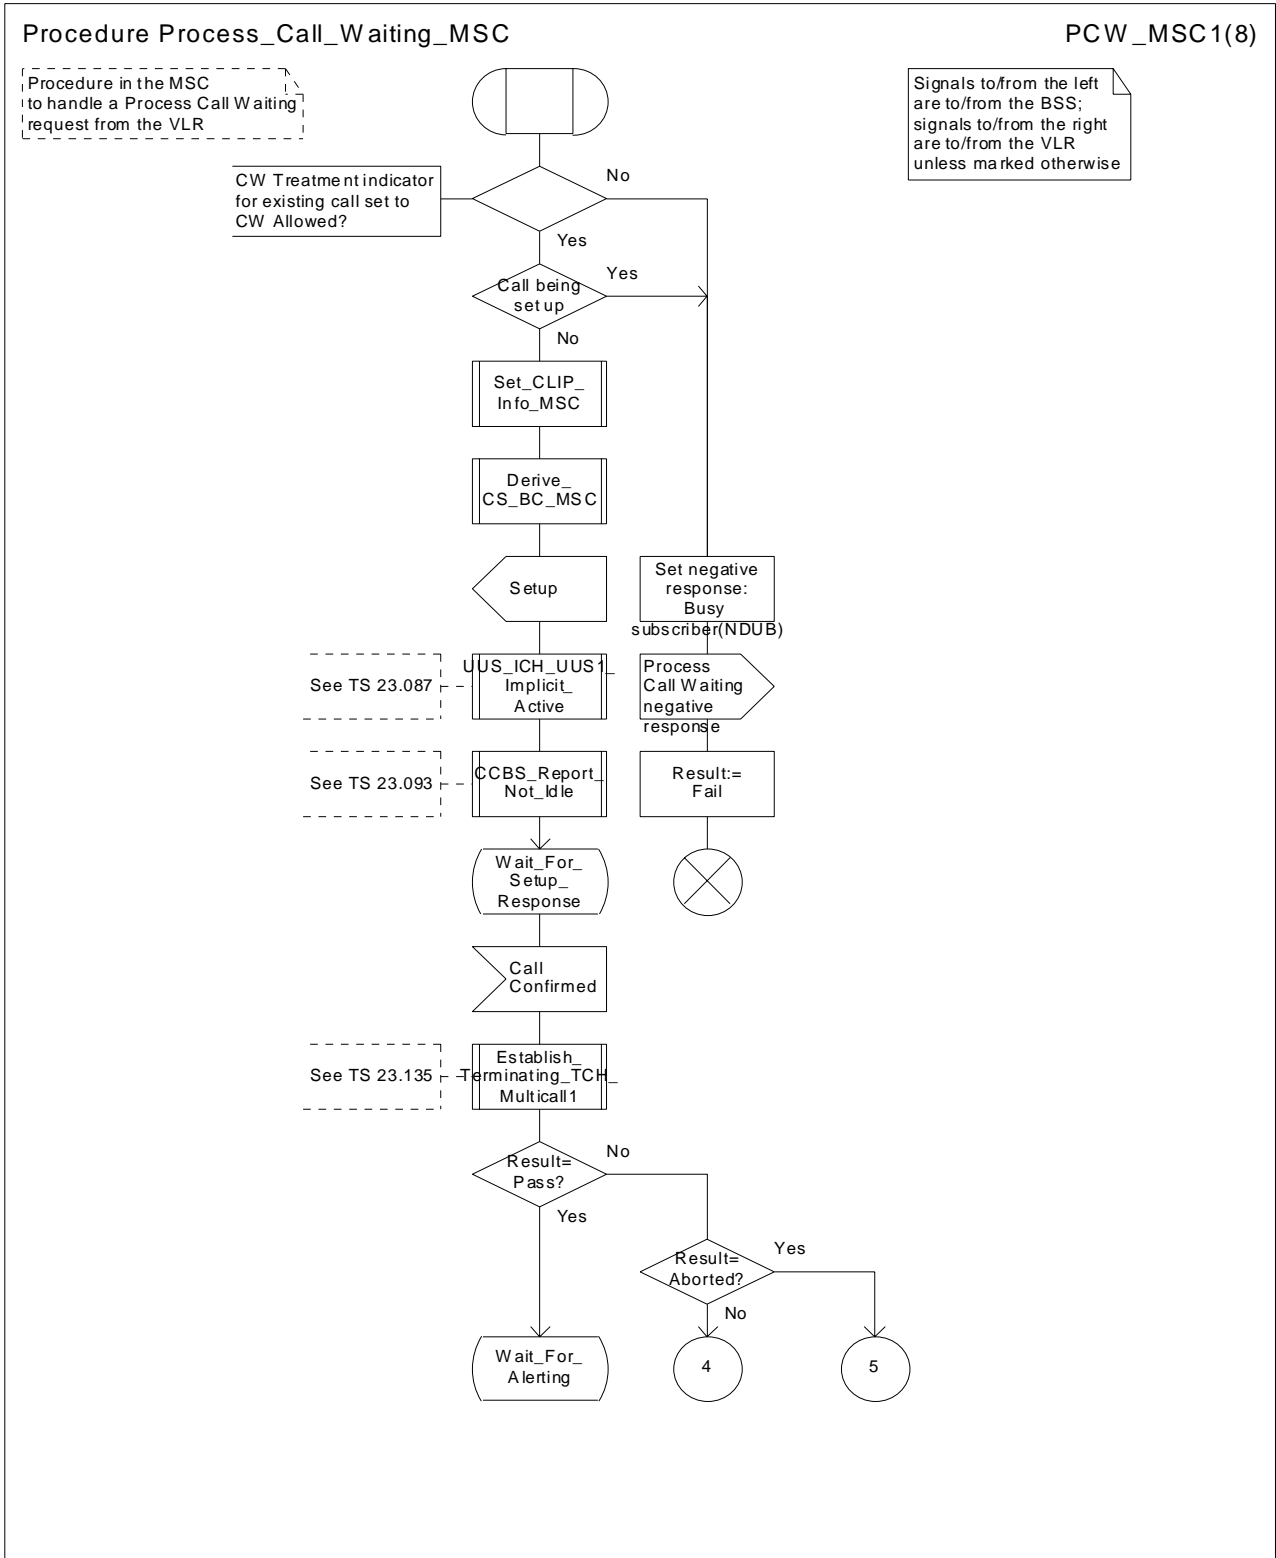 Procedure Process_Call_Waiting_MSC
PCW_MSC1(8)
Procedure in the MSC
to handle a Process Call Waiting
request from the VLR
Signals to/from the left
are to/from the BSS;
signals to/from the right
are to/from the VLR
unless marked otherwise
CW Treatment indicator
for existing call set to
CW Allowed?
No
Yes
Call being
set up
Yes
No
Set_CLIP_
Info_MSC
Derive_
CS_BC_MSC
Setup
Set negative
response:
Busy
subscriber(NDUB)
See TS 23.087
UUS_ICH_UUS1_
Implicit_
Active
Process
Call Waiting
negative
response
See TS 23.093
CCBS_Report_
Not_Idle
Result:=
Fail
Wait_For_
Setup_
Response
Call
Confirmed
See TS 23.135
Establish_
Terminating_TCH_
Multicall1
Result=
Pass?
No
Yes
Result=
Aborted?
Yes
No
Wait_For_
Alerting
4
5